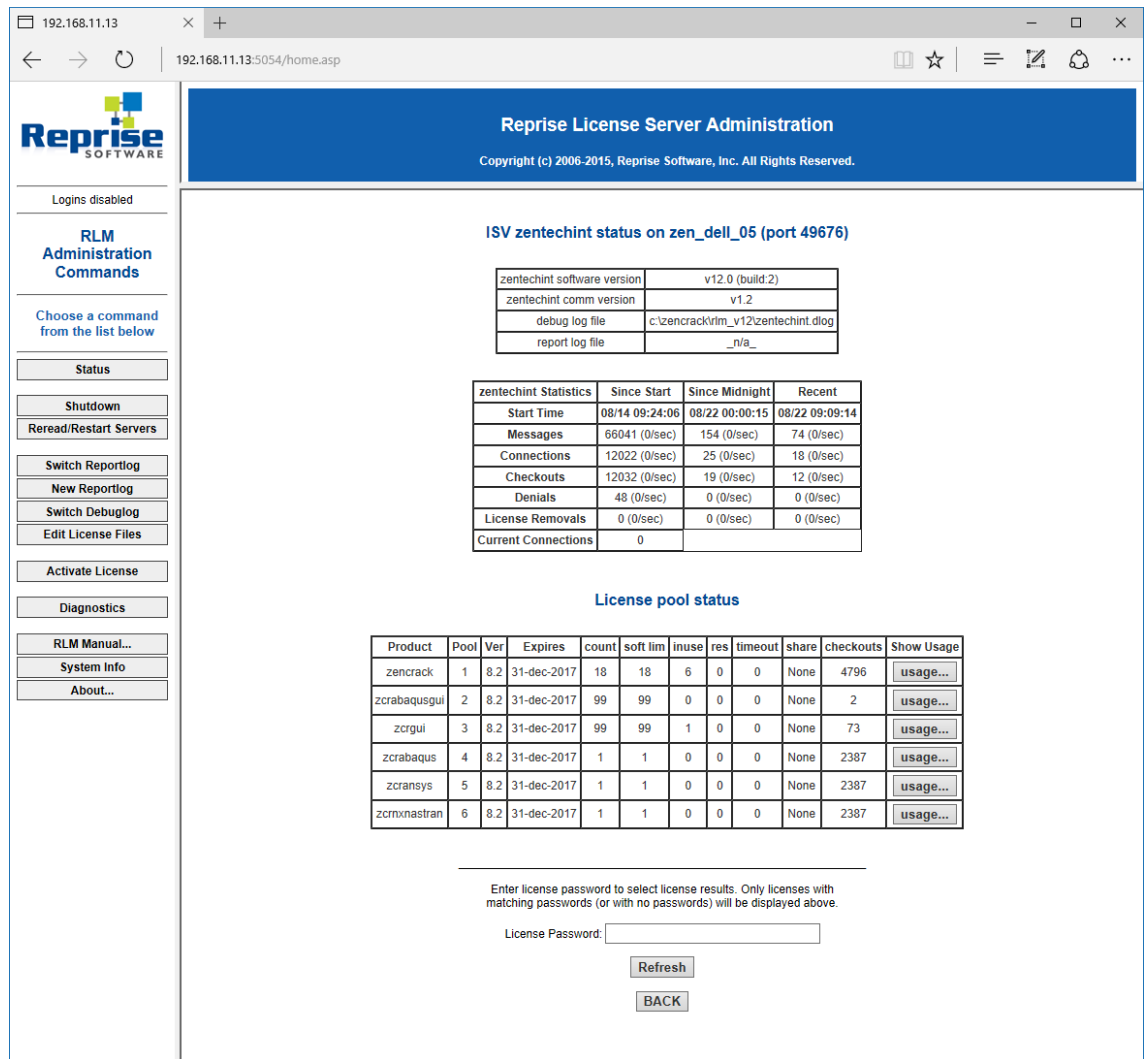 192.168.11.13
192.168.11.13:5054/home.asp
Reprise
SOFTWARE
Logins disabled
RLM
Administration
Commands
Choose a command
from the list below
Status
Shutdown
Reread/Restart Servers
Switch Reportlog
New Reportlog
Switch Debuglog
Edit License Files
Activate License
Diagnostics
RLM Manual...
System Info
About...
Reprise License Server Administration
Copyright (c) 2006-2015, Reprise Software, Inc. All Rights Reserved.
ISV zentechint status on zen_dell_05 (port 49676)
zentechint software version v12.0 (build:2)
zentechint comm version v1.2
debug log file c:\zencrack\rlm_v12\zentechint.dlog
report log file _n/a_
zentechint Statistics Since Start Since Midnight Recent
Start Time 08/14 09:24:06 08/22 00:00:15 08/22 09:09:14
Messages 66041 (0/sec) 154 (0/sec) 74 (0/sec)
Connections 12022 (0/sec) 25 (0/sec) 18 (0/sec)
Checkouts 12032 (0/sec) 19 (0/sec) 12 (0/sec)
Denials 48 (0/sec) 0 (0/sec) 0 (0/sec)
License Removals 0 (0/sec) 0 (0/sec) 0 (0/sec)
Current Connections 0
License pool status
Product Pool Ver Expires count soft lim inuse res timeout share checkouts Show Usage
zencrack 1 8.2 31-dec-2017 18 18 6 0 0 None 4796 usage...
zcrabaqusgui 2 8.2 31-dec-2017 99 99 0 0 0 None 2 usage...
zcrgui 3 8.2 31-dec-2017 99 99 1 0 0 None 73 usage...
zcrabaqus 4 8.2 31-dec-2017 1 1 0 0 0 None 2387 usage...
zcransys 5 8.2 31-dec-2017 1 1 0 0 0 None 2387 usage...
zcrnxnastran 6 8.2 31-dec-2017 1 1 0 0 0 None 2387 usage...
Enter license password to select license results. Only licenses with
matching passwords (or with no passwords) will be displayed above.
License Password:
Refresh
BACK